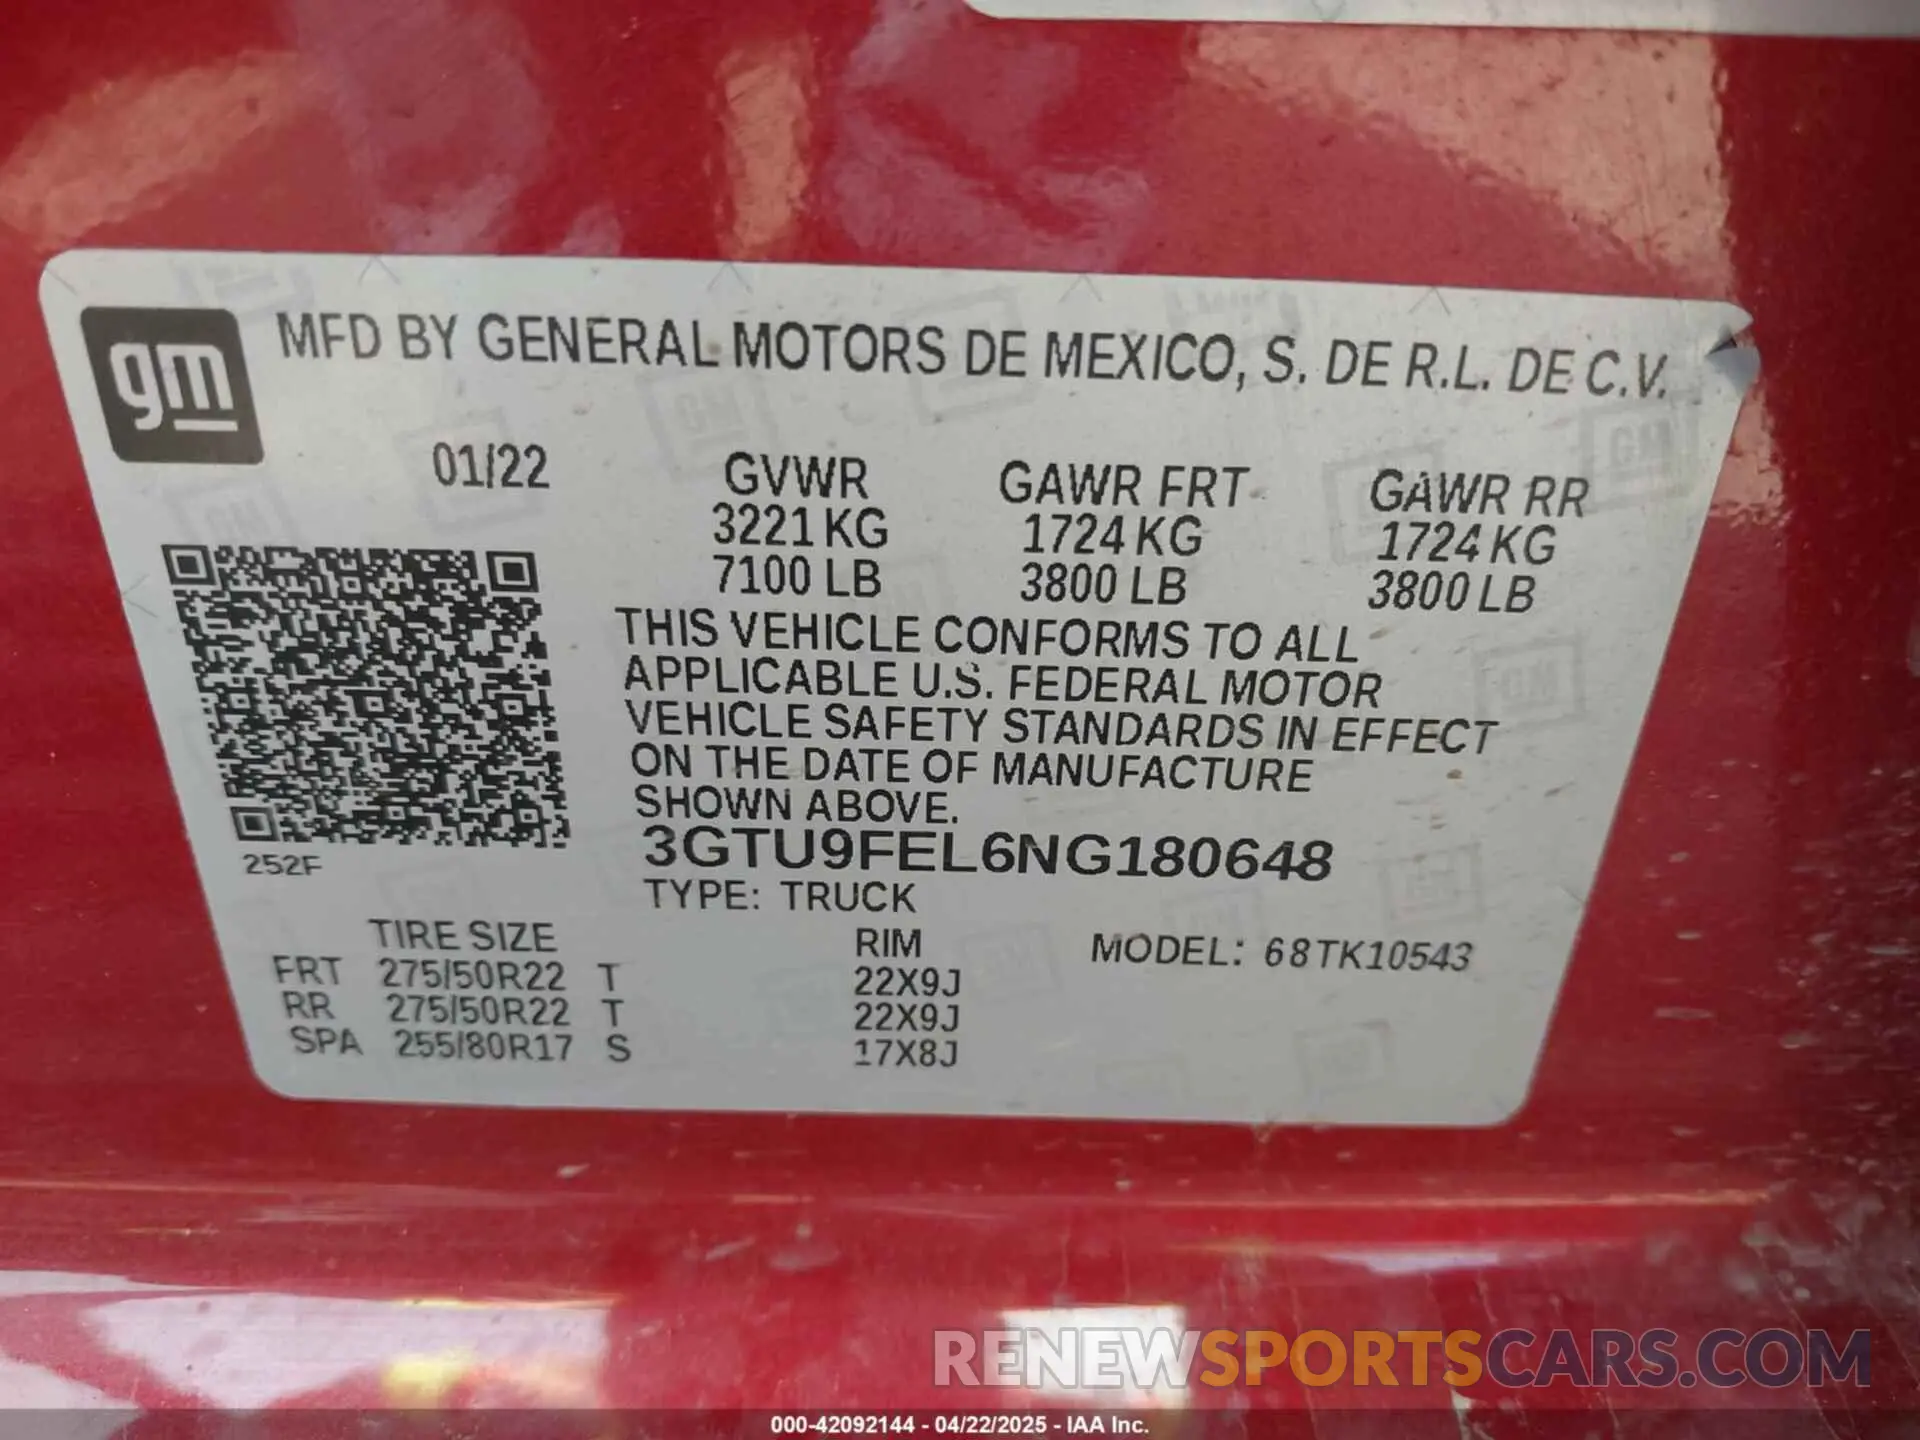 gm
MFD BY GENERAL MOTORS DE MEXICO, S. DE R.L. DE C.V.
01/22
GVWR GAWR FRT GAWR RR
3221 KG 1724 KG 1724 KG
7100 LB 3800 LB 3800 LB
THIS VEHICLE CONFORMS TO ALL
APPLICABLE U.S. FEDERAL MOTOR
VEHICLE SAFETY STANDARDS IN EFFECT
ON THE DATE OF MANUFACTURE
SHOWN ABOVE.
3GTU9FEL6NG180648
252F
TYPE: TRUCK
TIRE SIZE RIM MODEL: 68TK10543
FRT 275/50R22 T 22X9J
RR 275/50R22 T 22X9J
SPA 255/80R17 S 17X8J
RENEWSPORTSCARS.COM
000-42092144 - 04/22/2025 - IAA Inc.